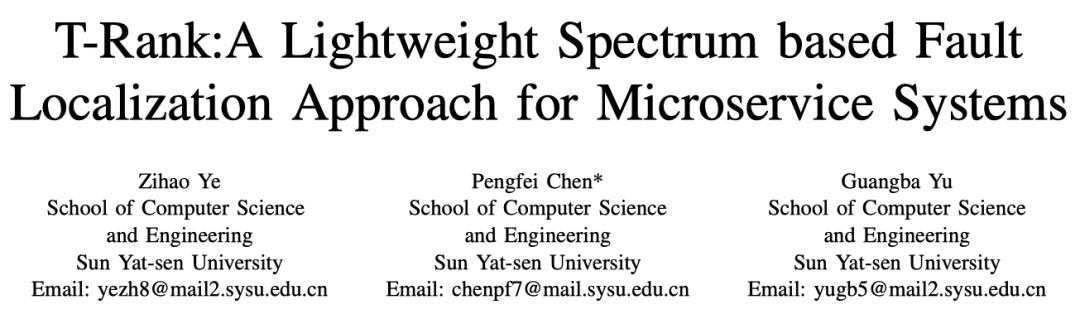 T-Rank:A Lightweight Spectrum based Fault
Localization Approach for Microservice Systems
Zihao Ye
School of Computer Science
and Engineering
Sun Yat-sen University
Email: yezh8@mail2.sysu.edu.cn
Pengfei Chen*
School of Computer Science
and Engineering
Sun Yat-sen University
Email: chenpf7@mail.sysu.edu.cn
Guangba Yu
School of Computer Science
and Engineering
Sun Yat-sen University
Email: yugb5@mail2.sysu.edu.cn